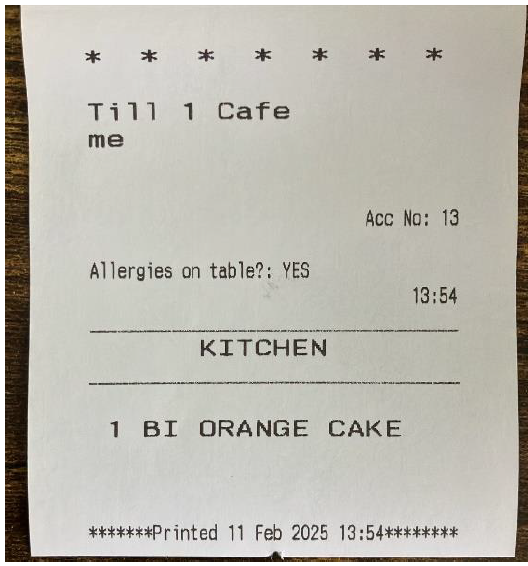 * * * * * * *
Till 1 Cafe
me
Acc No: 13
Allergies on table?: YES
13:54
KITCHEN
1 BI ORANGE CAKE
*******Printed 11 Feb 2025 13:54********